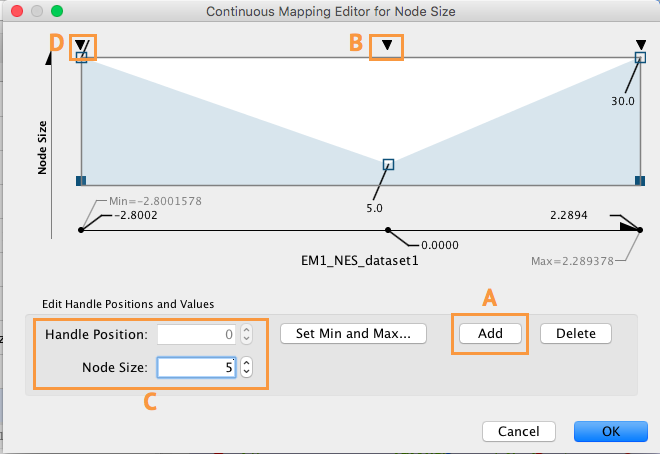 Continuous Mapping Editor for Node Size
D
B
Node Size
30.0
5.0
Min=-2.8001578
-2.8002
2.2894
0.0000
EM1_NES_dataset1
Max=2.289378
A
Edit Handle Positions and Values
Handle Position: 0
Set Min and Max...
Add
Delete
Node Size: 5
C
Cancel
OK